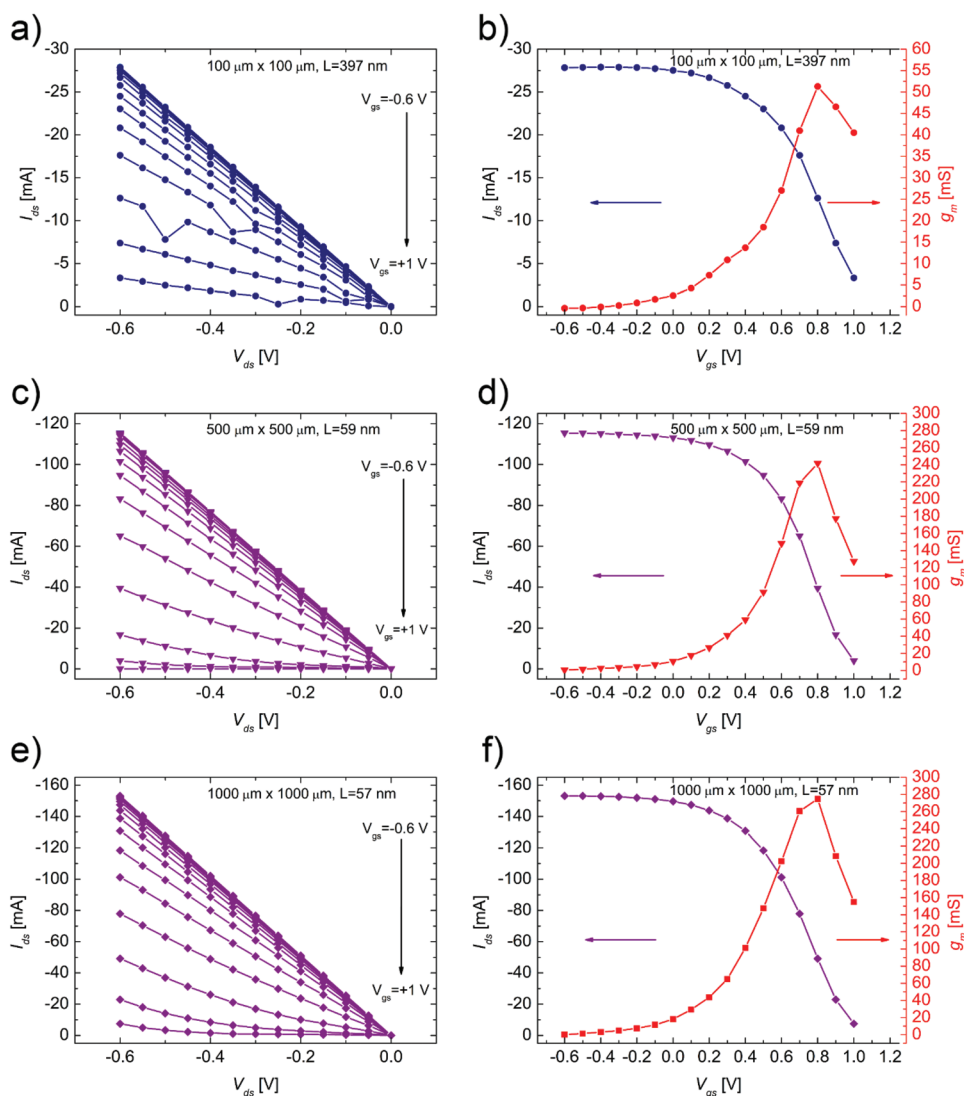 a)
-30
-25
-20
-15
-10
-5
0
I_ds [mA]
100 μm x 100 μm, L=397 nm
V_gs=-0.6 V
V_gs=+1 V
-0.6 -0.4 -0.2 0.0
V_ds [V]
b)
-30
-25
-20
-15
-10
-5
0
I_ds [mA]
100 μm x 100 μm, L=397 nm
60
55
50
45
40
35
30
25
20
15
10
5
0
g_m [mS]
-0.6 -0.4 -0.2 0.0 0.2 0.4 0.6 0.8 1.0 1.2
V_gs [V]
c)
-120
-100
-80
-60
-40
-20
0
I_ds [mA]
500 μm x 500 μm, L=59 nm
V_gs=-0.6 V
V_gs=+1 V
-0.6 -0.4 -0.2 0.0
V_ds [V]
d)
-120
-100
-80
-60
-40
-20
0
I_ds [mA]
500 μm x 500 μm, L=59 nm
300
280
260
240
220
200
180
160
140
120
100
80
60
40
20
0
g_m [mS]
-0.6 -0.4 -0.2 0.0 0.2 0.4 0.6 0.8 1.0 1.2
V_gs [V]
e)
-160
-140
-120
-100
-80
-60
-40
-20
0
I_ds [mA]
1000 μm x 1000 μm, L=57 nm
V_gs=-0.6 V
V_gs=+1 V
-0.6 -0.4 -0.2 0.0
V_ds [V]
f)
-160
-140
-120
-100
-80
-60
-40
-20
0
I_ds [mA]
1000 μm x 1000 μm, L=57 nm
300
280
260
240
220
200
180
160
140
120
100
80
60
40
20
0
g_m [mS]
-0.6 -0.4 -0.2 0.0 0.2 0.4 0.6 0.8 1.0 1.2
V_gs [V]